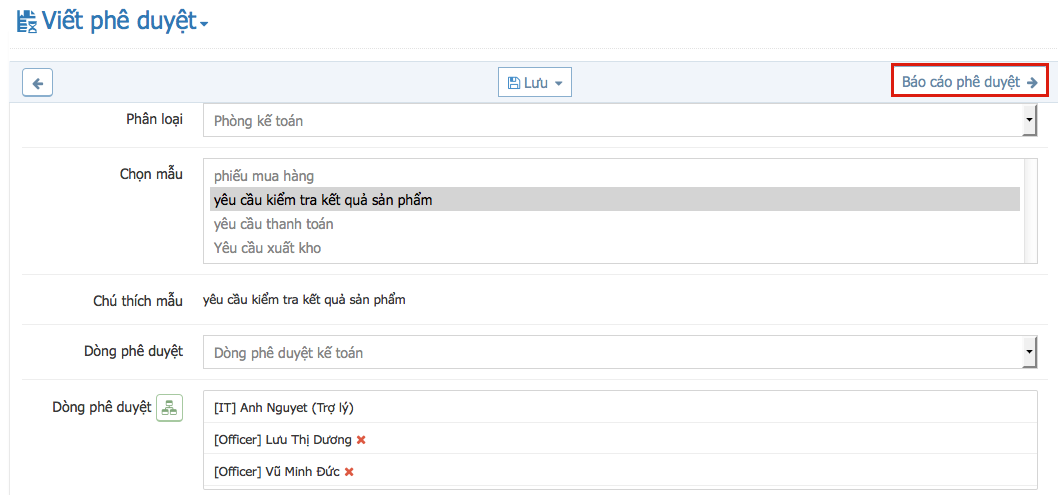 Viết phê duyệt
Lưu
Báo cáo phê duyệt
Phân loại
Phòng kế toán
Chọn mẫu
phiếu mua hàng
yêu cầu kiểm tra kết quả sản phẩm
yêu cầu thanh toán
Yêu cầu xuất kho
Chú thích mẫu
yêu cầu kiểm tra kết quả sản phẩm
Dòng phê duyệt
Dòng phê duyệt kế toán
Dòng phê duyệt
[IT] Anh Nguyet (Trợ lý)
[Officer] Lưu Thị Dương
[Officer] Vũ Minh Đức